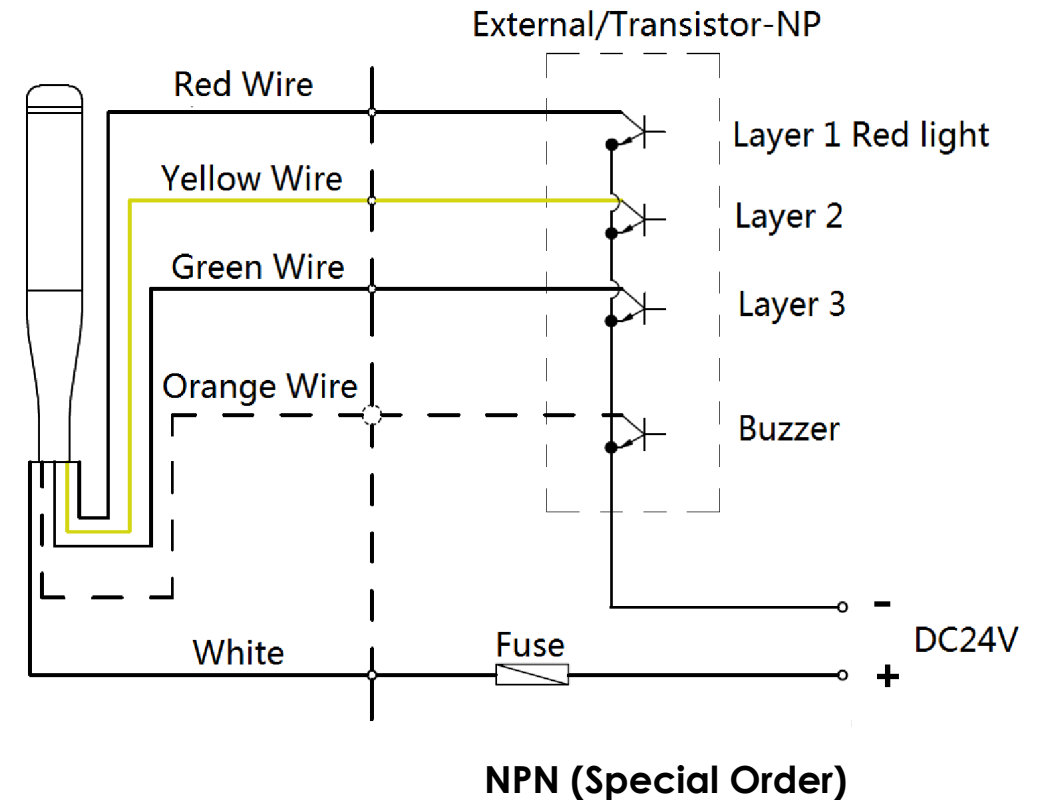 External/Transistor-NP
Red Wire
Layer 1 Red light
Yellow Wire
Layer 2
Green Wire
Layer 3
Orange Wire
Buzzer
-
DC24V
White
Fuse
+
NPN (Special Order)